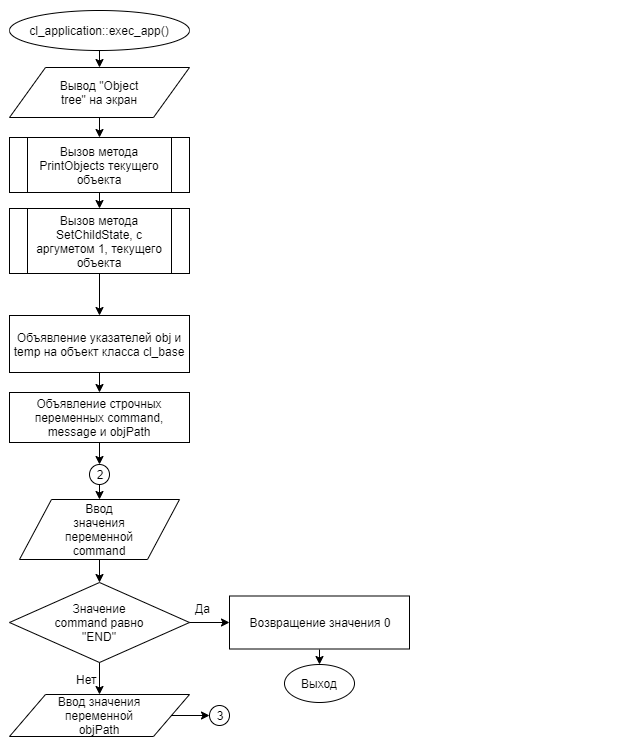 cl_application::exec_app()
Вывод "Object
tree" на экран
Вызов метода
PrintObjects текущего
объекта
Вызов метода
SetChildState, с
аргуметом 1, текущего
объекта
Объявление указателей obj и
temp на объект класса cl_base
Объявление строчных
переменных command,
message и objPath
2
Ввод
значения
переменной
command
Значение
command равно
"END"
Да
Возвращение значения 0
Выход
Нет
Ввод значения
переменной
objPath
3